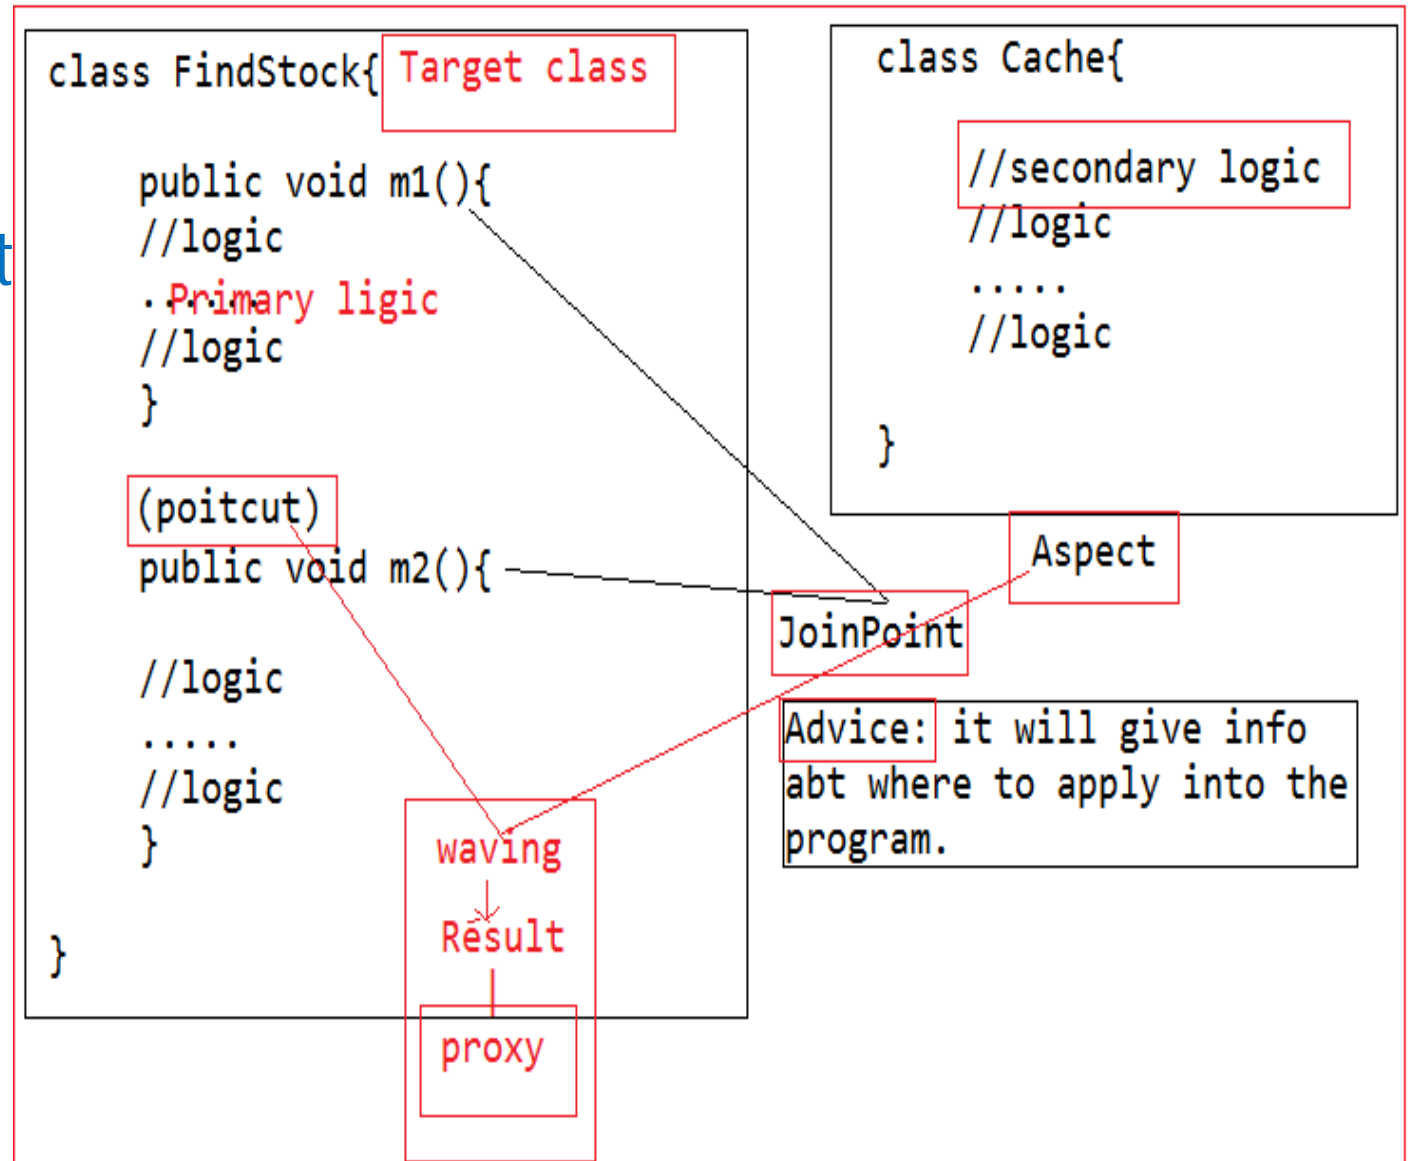 t
class FindStock{ Target class
public void m1(){
//logic
......Primary ligic
//logic
}
(poitcut)
public void m2(){
//logic
.....
//logic
}
}
waving
Result
proxy
class Cache{
//secondary logic
//logic
.....
//logic
}
Aspect
JoinPoint
Advice: it will give info
abt where to apply into the
program.